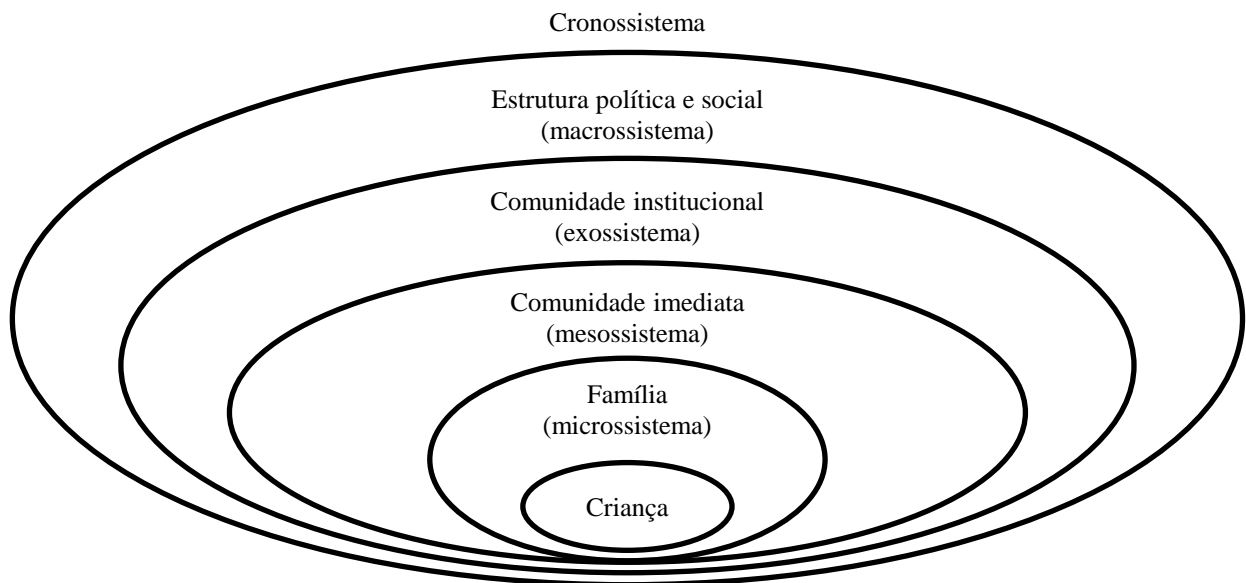 Cronossistema
Estrutura política e social
(macrossistema)
Comunidade institucional
(exossistema)
Comunidade imediata
(mesossistema)
Família
(microssistema)
Criança